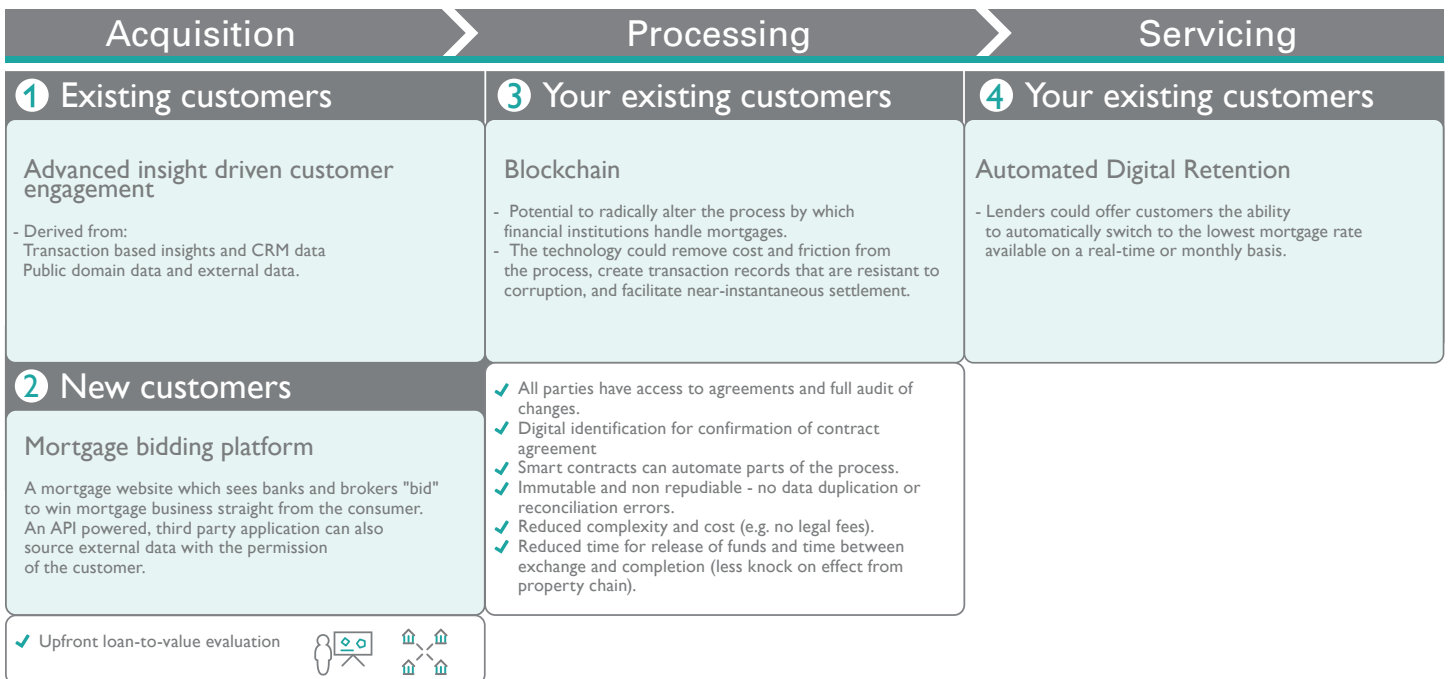 Acquisition
Processing
Servicing
1 Existing customers
Advanced insight driven customer
engagement
- Derived from:
Transaction based insights and CRM data
Public domain data and external data.
2 New customers
Mortgage bidding platform
A mortgage website which sees banks and brokers "bid"
to win mortgage business straight from the consumer.
An API powered, third party application can also
source external data with the permission
of the customer.
Upfront loan-to-value evaluation
3 Your existing customers
Blockchain
- Potential to radically alter the process by which
financial institutions handle mortgages.
- The technology could remove cost and friction from
the process, create transaction records that are resistant to
corruption, and facilitate near-instantaneous settlement.
All parties have access to agreements and full audit of
changes.
Digital identification for confirmation of contract
agreement
Smart contracts can automate parts of the process.
Immutable and non repudiable - no data duplication or
reconciliation errors.
Reduced complexity and cost (e.g. no legal fees).
Reduced time for release of funds and time between
exchange and completion (less knock on effect from
property chain).
4 Your existing customers
Automated Digital Retention
- Lenders could offer customers the ability
to automatically switch to the lowest mortgage rate
available on a real-time or monthly basis.